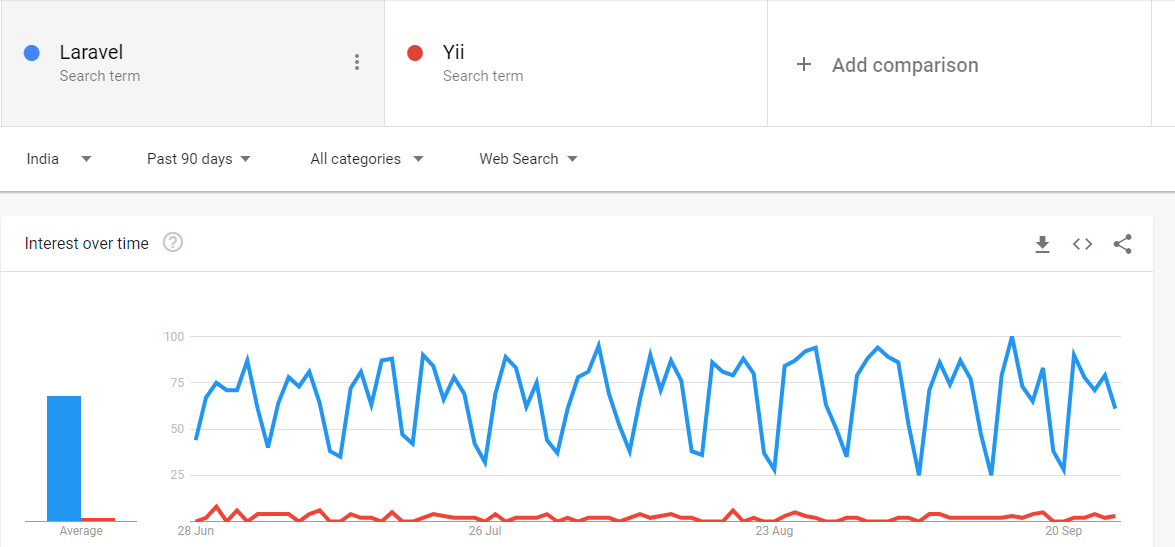 Laravel
Search term
Yii
Search term
+ Add comparison
India
Past 90 days
All categories
Web Search
Interest over time
?
100
75
50
25
Average
28 Jun
26 Jul
23 Aug
20 Sep